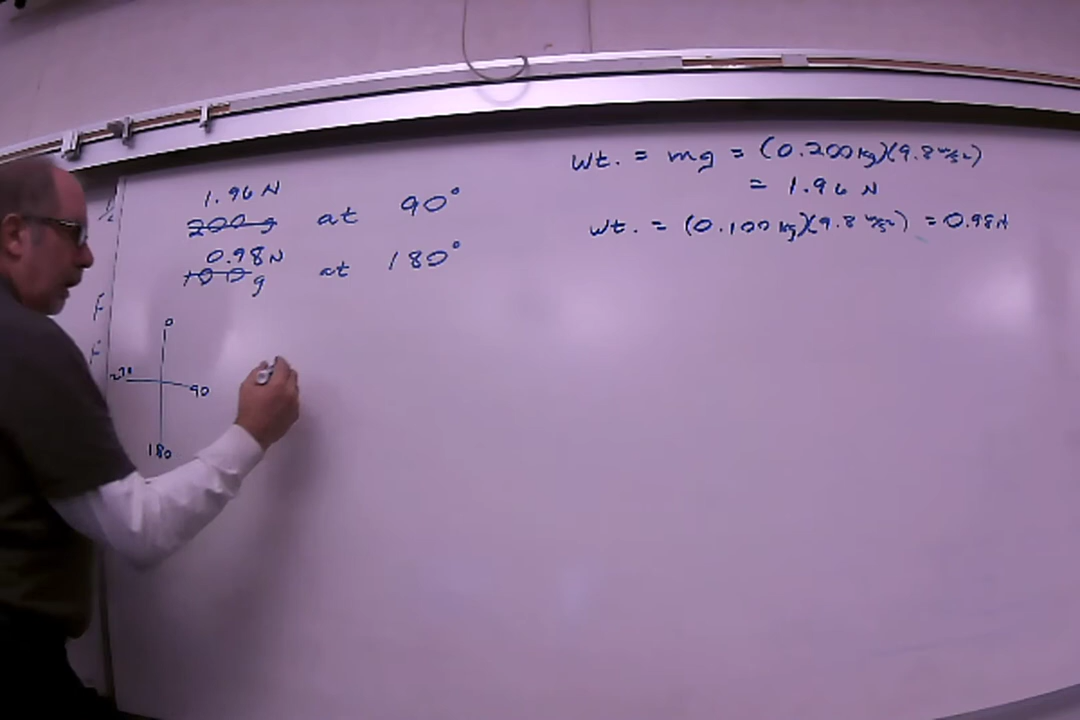 1.96 N
200 g at 90°
0.98 N
100 g at 180°
F
F
0
270
90
180
wt. = mg = (0.200 kg)(9.8 m/s²)
= 1.96 N
wt. = (0.100 kg)(9.8 m/s²) = 0.98 N